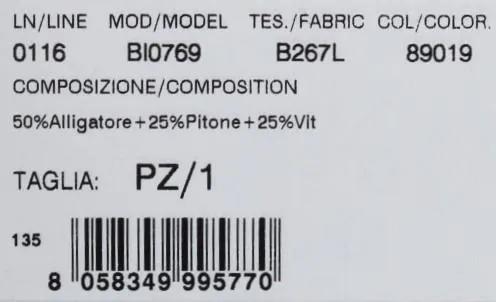 LN/LINE MOD/MODEL TES./FABRIC COL/COLOR.
0116 BI0769 B267L 89019
COMPOSIZIONE/COMPOSITION
50%Alligatore+25%Pitone+25%Vlt
TAGLIA: PZ/1
135
8 058349 995770